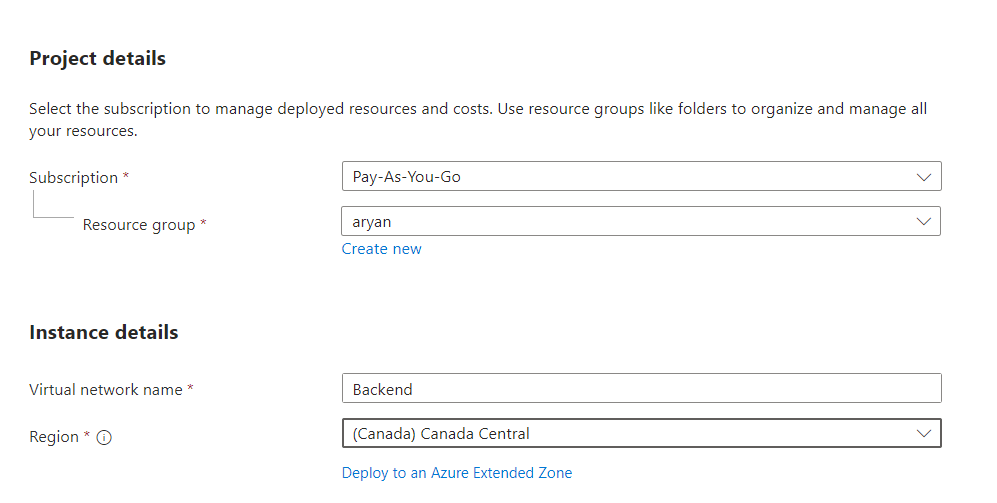 Project details
Select the subscription to manage deployed resources and costs. Use resource groups like folders to organize and manage all
your resources.
Subscription *
Pay-As-You-Go
Resource group *
aryan
Create new
Instance details
Virtual network name *
Backend
Region *
(Canada) Canada Central
Deploy to an Azure Extended Zone